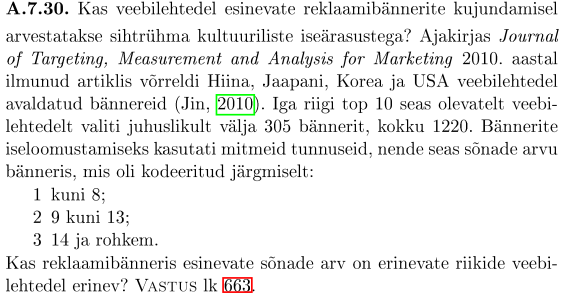 A.7.30. Kas veebilehtedel esinevate reklaamibännerite kujundamisel
arvestatakse sihtrühma kultuuriliste iseärasustega? Ajakirjas Journal
of Targeting, Measurement and Analysis for Marketing 2010. aastal
ilmunud artiklis võrreldi Hiina, Jaapani, Korea ja USA veebilehtedel
avaldatud bännereid (Jin, 2010). Iga riigi top 10 seas olevatelt veebi-
lehtedelt valiti juhuslikult välja 305 bännerit, kokku 1220. Bännerite
iseloomustamiseks kasutati mitmeid tunnuseid, nende seas sõnade arvu
bänneris, mis oli kodeeritud järgmiselt:
1 kuni 8;
2 9 kuni 13;
3 14 ja rohkem.
Kas reklaamibänneris esinevate sõnade arv on erinevate riikide veebi-
lehtedel erinev? VASTUS lk 663.